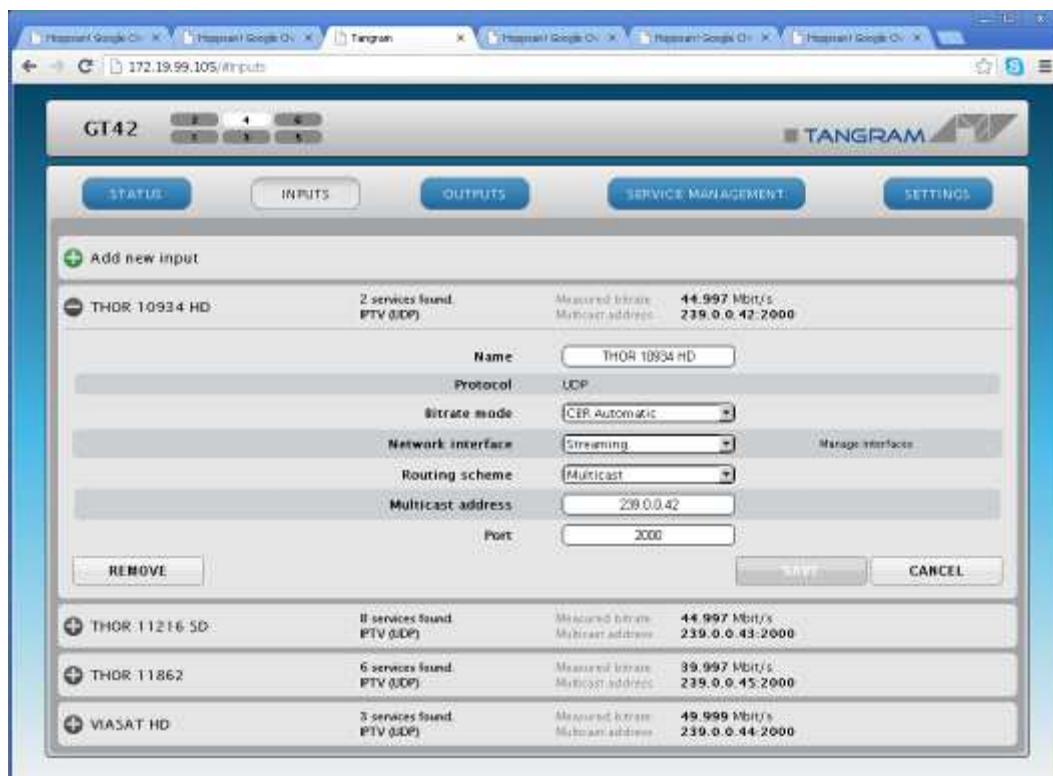 Tangram
172.19.99.105/#inputs
GT42
2 4 6
1 3 5
TANGRAM
STATUS INPUTS OUTPUTS SERVICE MANAGEMENT SETTINGS
Add new input
THOR 10934 HD
2 services found.
IPTV (UDP)
Measured bitrate 44.997 Mbit/s
Multicast address 239.0.0.42:2000
Name THOR 10934 HD
Protocol UDP
Bitrate mode CBR Automatic
Network interface Streaming Manage interfaces
Routing scheme Multicast
Multicast address 239.0.0.42
Port 2000
REMOVE SAVE CANCEL
THOR 11216 SD
8 services found.
IPTV (UDP)
Measured bitrate 44.997 Mbit/s
Multicast address 239.0.0.43:2000
THOR 11862
6 services found.
IPTV (UDP)
Measured bitrate 39.997 Mbit/s
Multicast address 239.0.0.45:2000
VIASAT HD
3 services found.
IPTV (UDP)
Measured bitrate 49.999 Mbit/s
Multicast address 239.0.0.44:2000